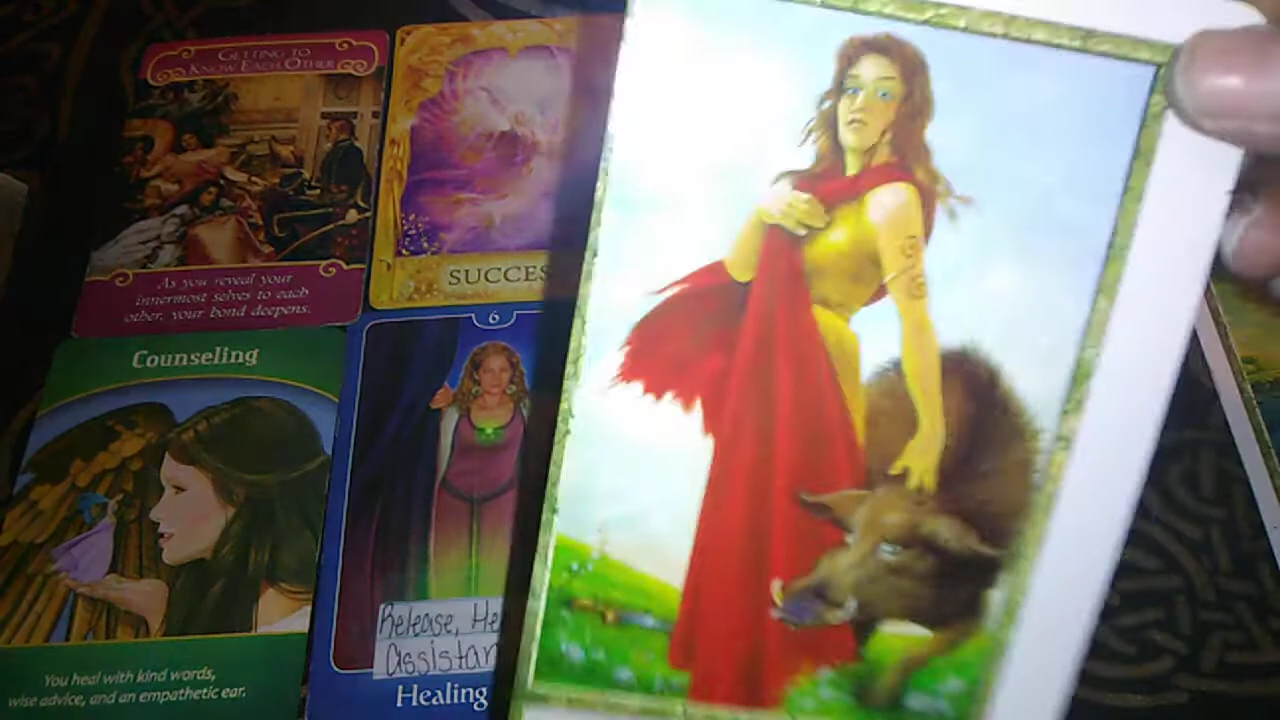 GETTING TO
KNOW EACH OTHER
As you reveal your
innermost selves to each
other, your bond deepens.
SUCCES
Counseling
You heal with kind words,
wise advice, and an empathetic ear.
6
Release, He
assistan
Healing